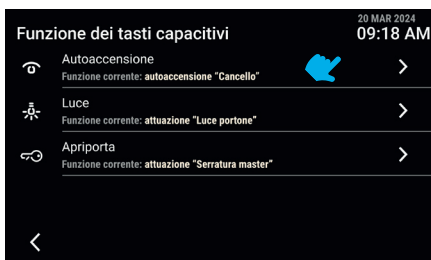 20 MAR 2024
Funzione dei tasti capacitivi 09:18 AM
Autoaccensione
Funzione corrente: autoaccensione "Cancello"
Luce
Funzione corrente: attuazione "Luce portone"
Apriporta
Funzione corrente: attuazione "Serratura master"